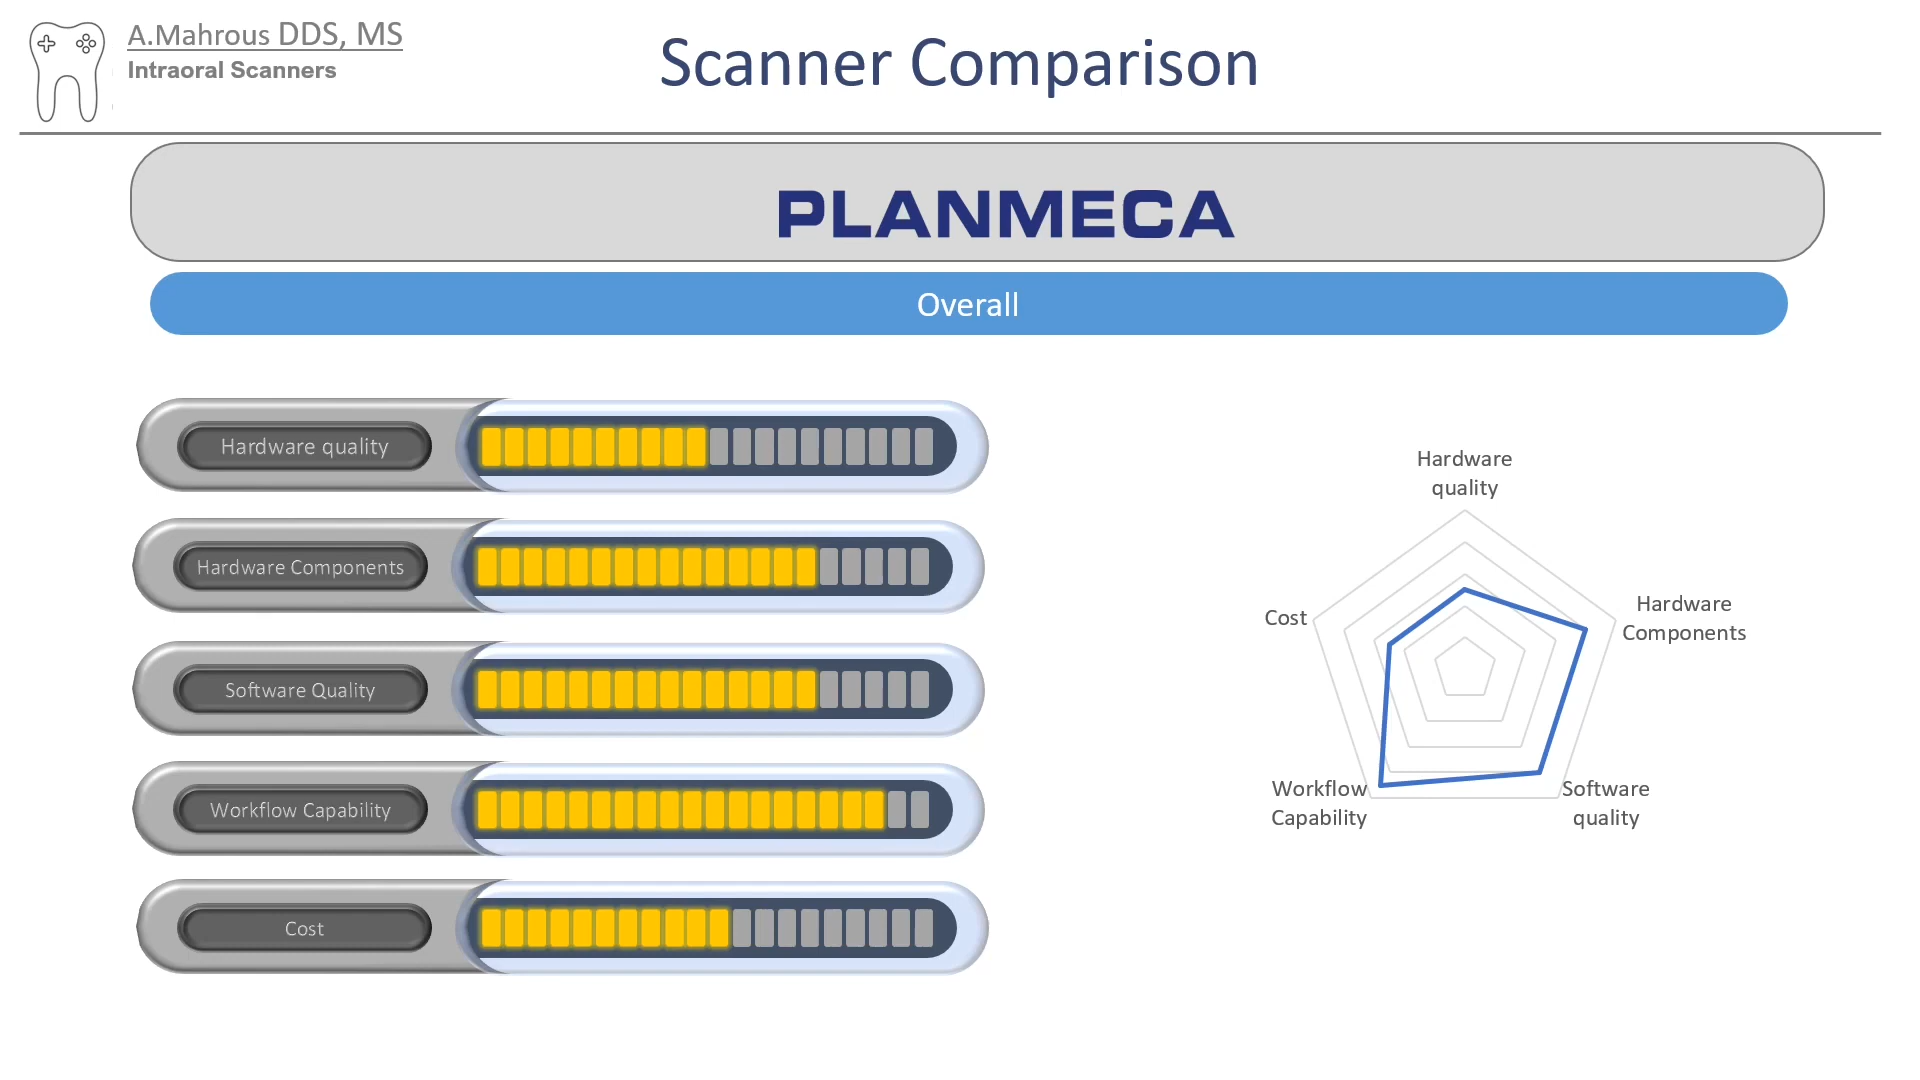 A.Mahrous DDS, MS
Intraoral Scanners
Scanner Comparison
PLANMECA
Overall
Hardware quality
Hardware Components
Software Quality
Workflow Capability
Cost
Hardware
quality
Hardware
Components
Software
quality
Workflow
Capability
Cost